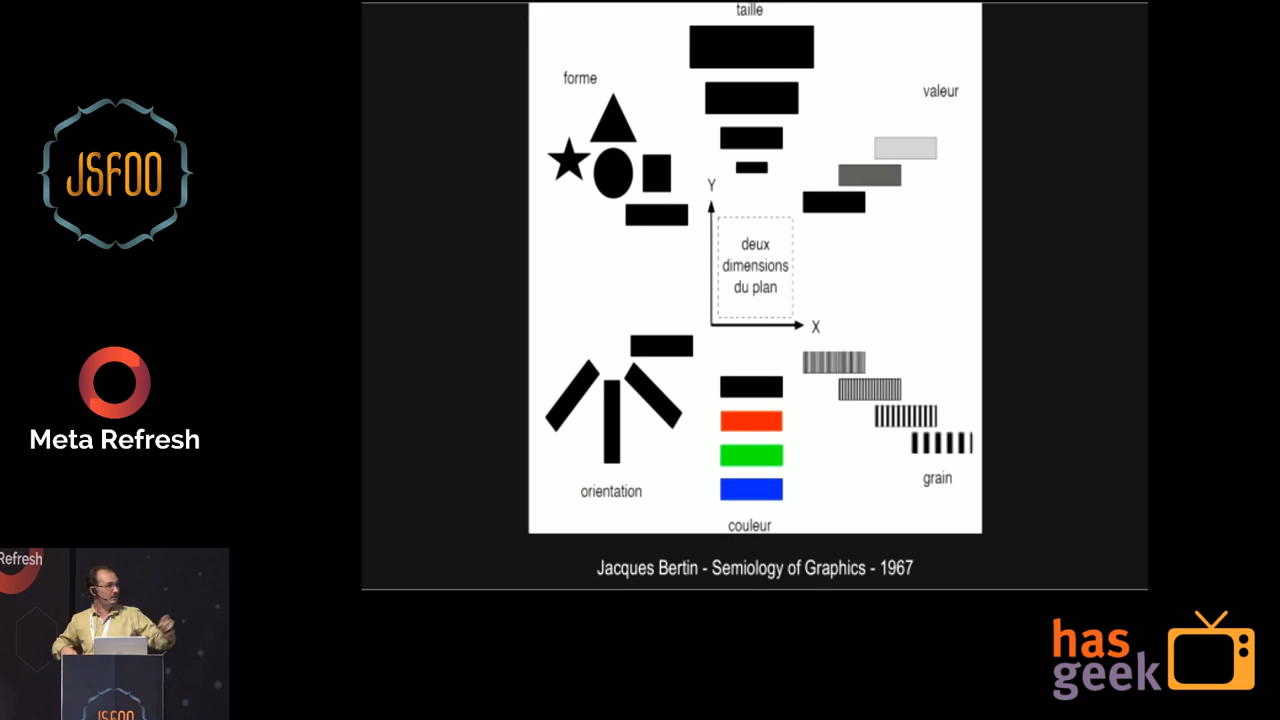 JSFOO
Meta Refresh
taille
forme
valeur
Y
deux
dimensions
du plan
X
orientation
couleur
grain
Jacques Bertin - Semiology of Graphics - 1967
Refresh
JSFOO
has
geek